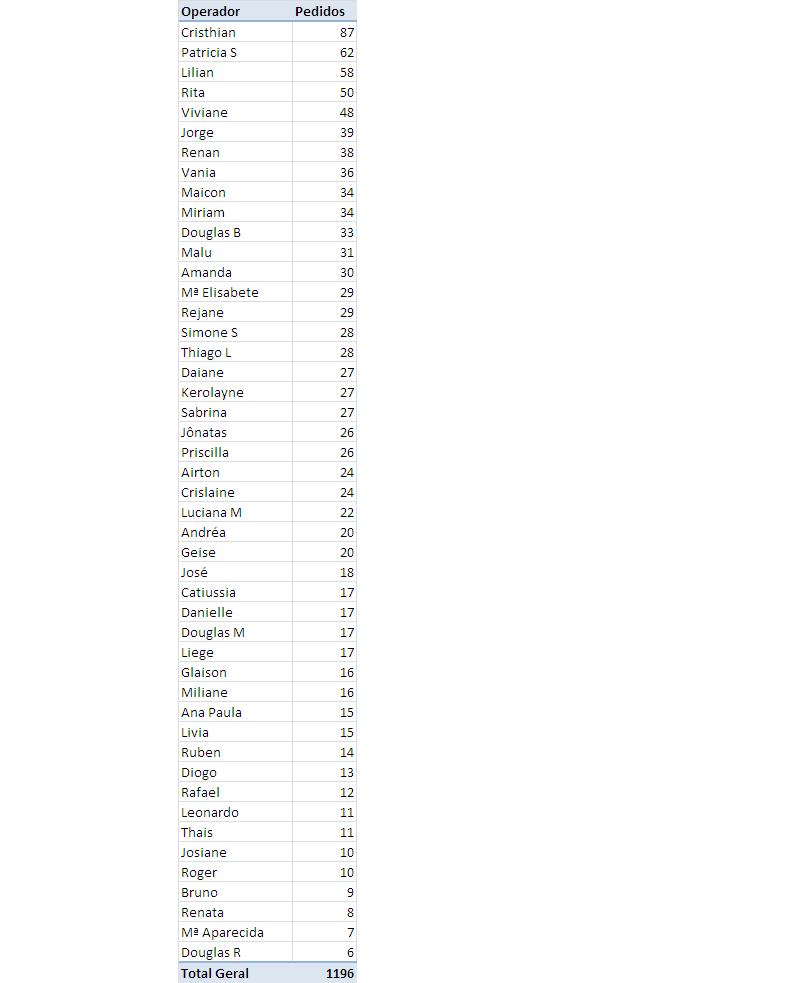 Operador Pedidos
Cristhian 87
Patricia S 62
Lilian 58
Rita 50
Viviane 48
Jorge 39
Renan 38
Vania 36
Maicon 34
Miriam 34
Douglas B 33
Malu 31
Amanda 30
Mª Elisabete 29
Rejane 29
Simone S 28
Thiago L 28
Daiane 27
Kerolayne 27
Sabrina 27
Jônatas 26
Priscilla 26
Airton 24
Crislaine 24
Luciana M 22
Andréa 20
Geise 20
José 18
Catiussia 17
Danielle 17
Douglas M 17
Liege 17
Glaison 16
Miliane 16
Ana Paula 15
Livia 15
Ruben 14
Diogo 13
Rafael 12
Leonardo 11
Thais 11
Josiane 10
Roger 10
Bruno 9
Renata 8
Mª Aparecida 7
Douglas R 6
Total Geral 1196